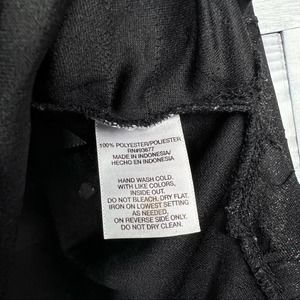 100% POLYESTER/POLIESTER
RN#93677
MADE IN INDONESIA/
HECHO EN INDONESIA
HAND WASH COLD.
WITH LIKE COLORS,
INSIDE OUT.
DO NOT BLEACH. DRY FLAT.
IRON ON LOWEST SETTING
AS NEEDED,
ON REVERSE SIDE ONLY.
DO NOT DRY CLEAN.